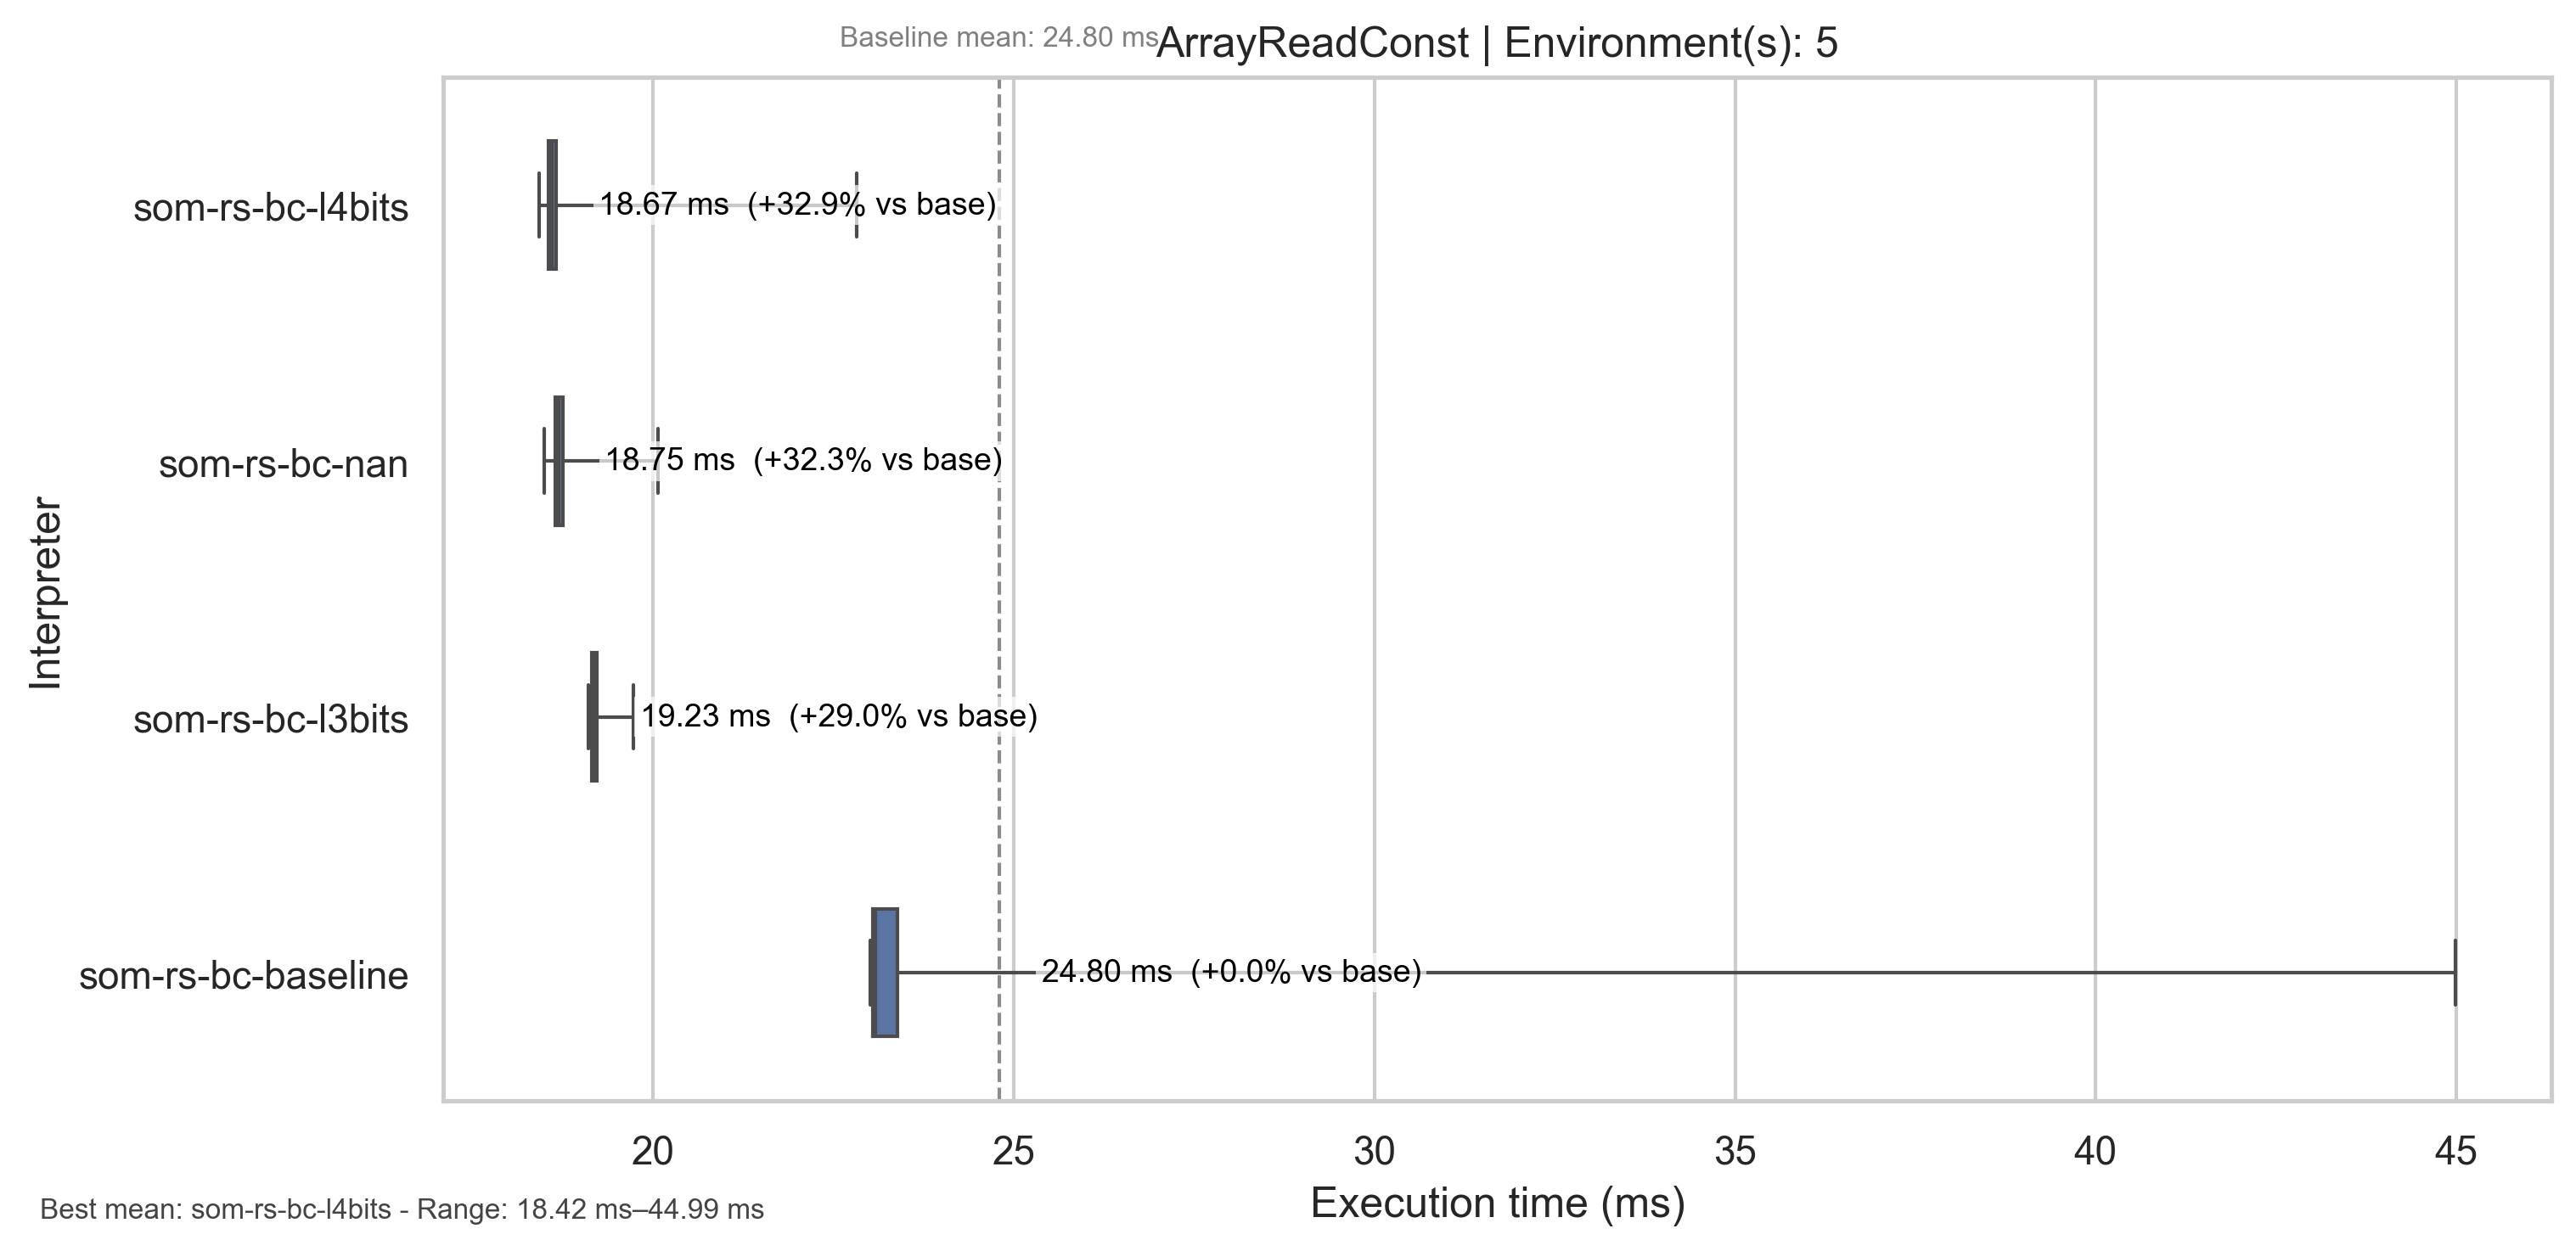 Baseline mean: 24.80 ms
ArrayReadConst | Environment(s): 5
Interpreter
som-rs-bc-l4bits
18.67 ms  (+32.9% vs base)
som-rs-bc-nan
18.75 ms  (+32.3% vs base)
som-rs-bc-l3bits
19.23 ms  (+29.0% vs base)
som-rs-bc-baseline
24.80 ms  (+0.0% vs base)
20 25 30 35 40 45
Execution time (ms)
Best mean: som-rs-bc-l4bits - Range: 18.42 ms–44.99 ms